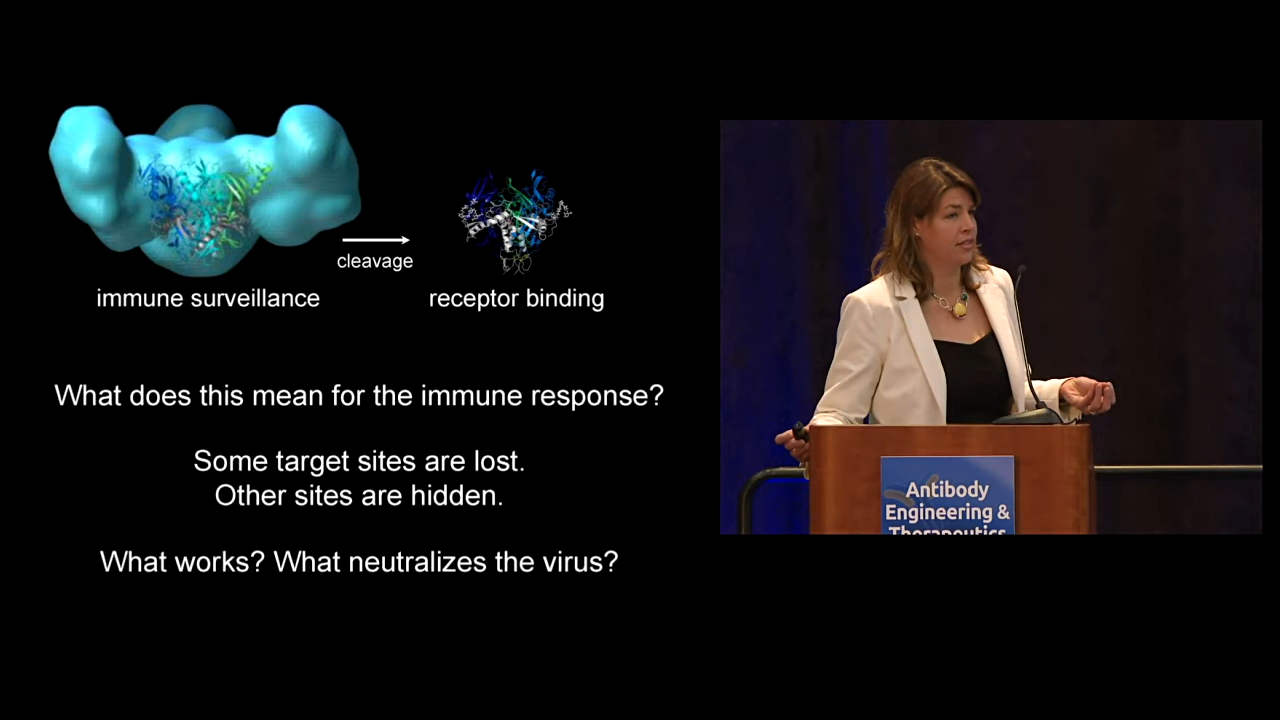 cleavage
immune surveillance
receptor binding
What does this mean for the immune response?
Some target sites are lost.
Other sites are hidden.
What works? What neutralizes the virus?
Antibody
Engineering &
Therapeutics